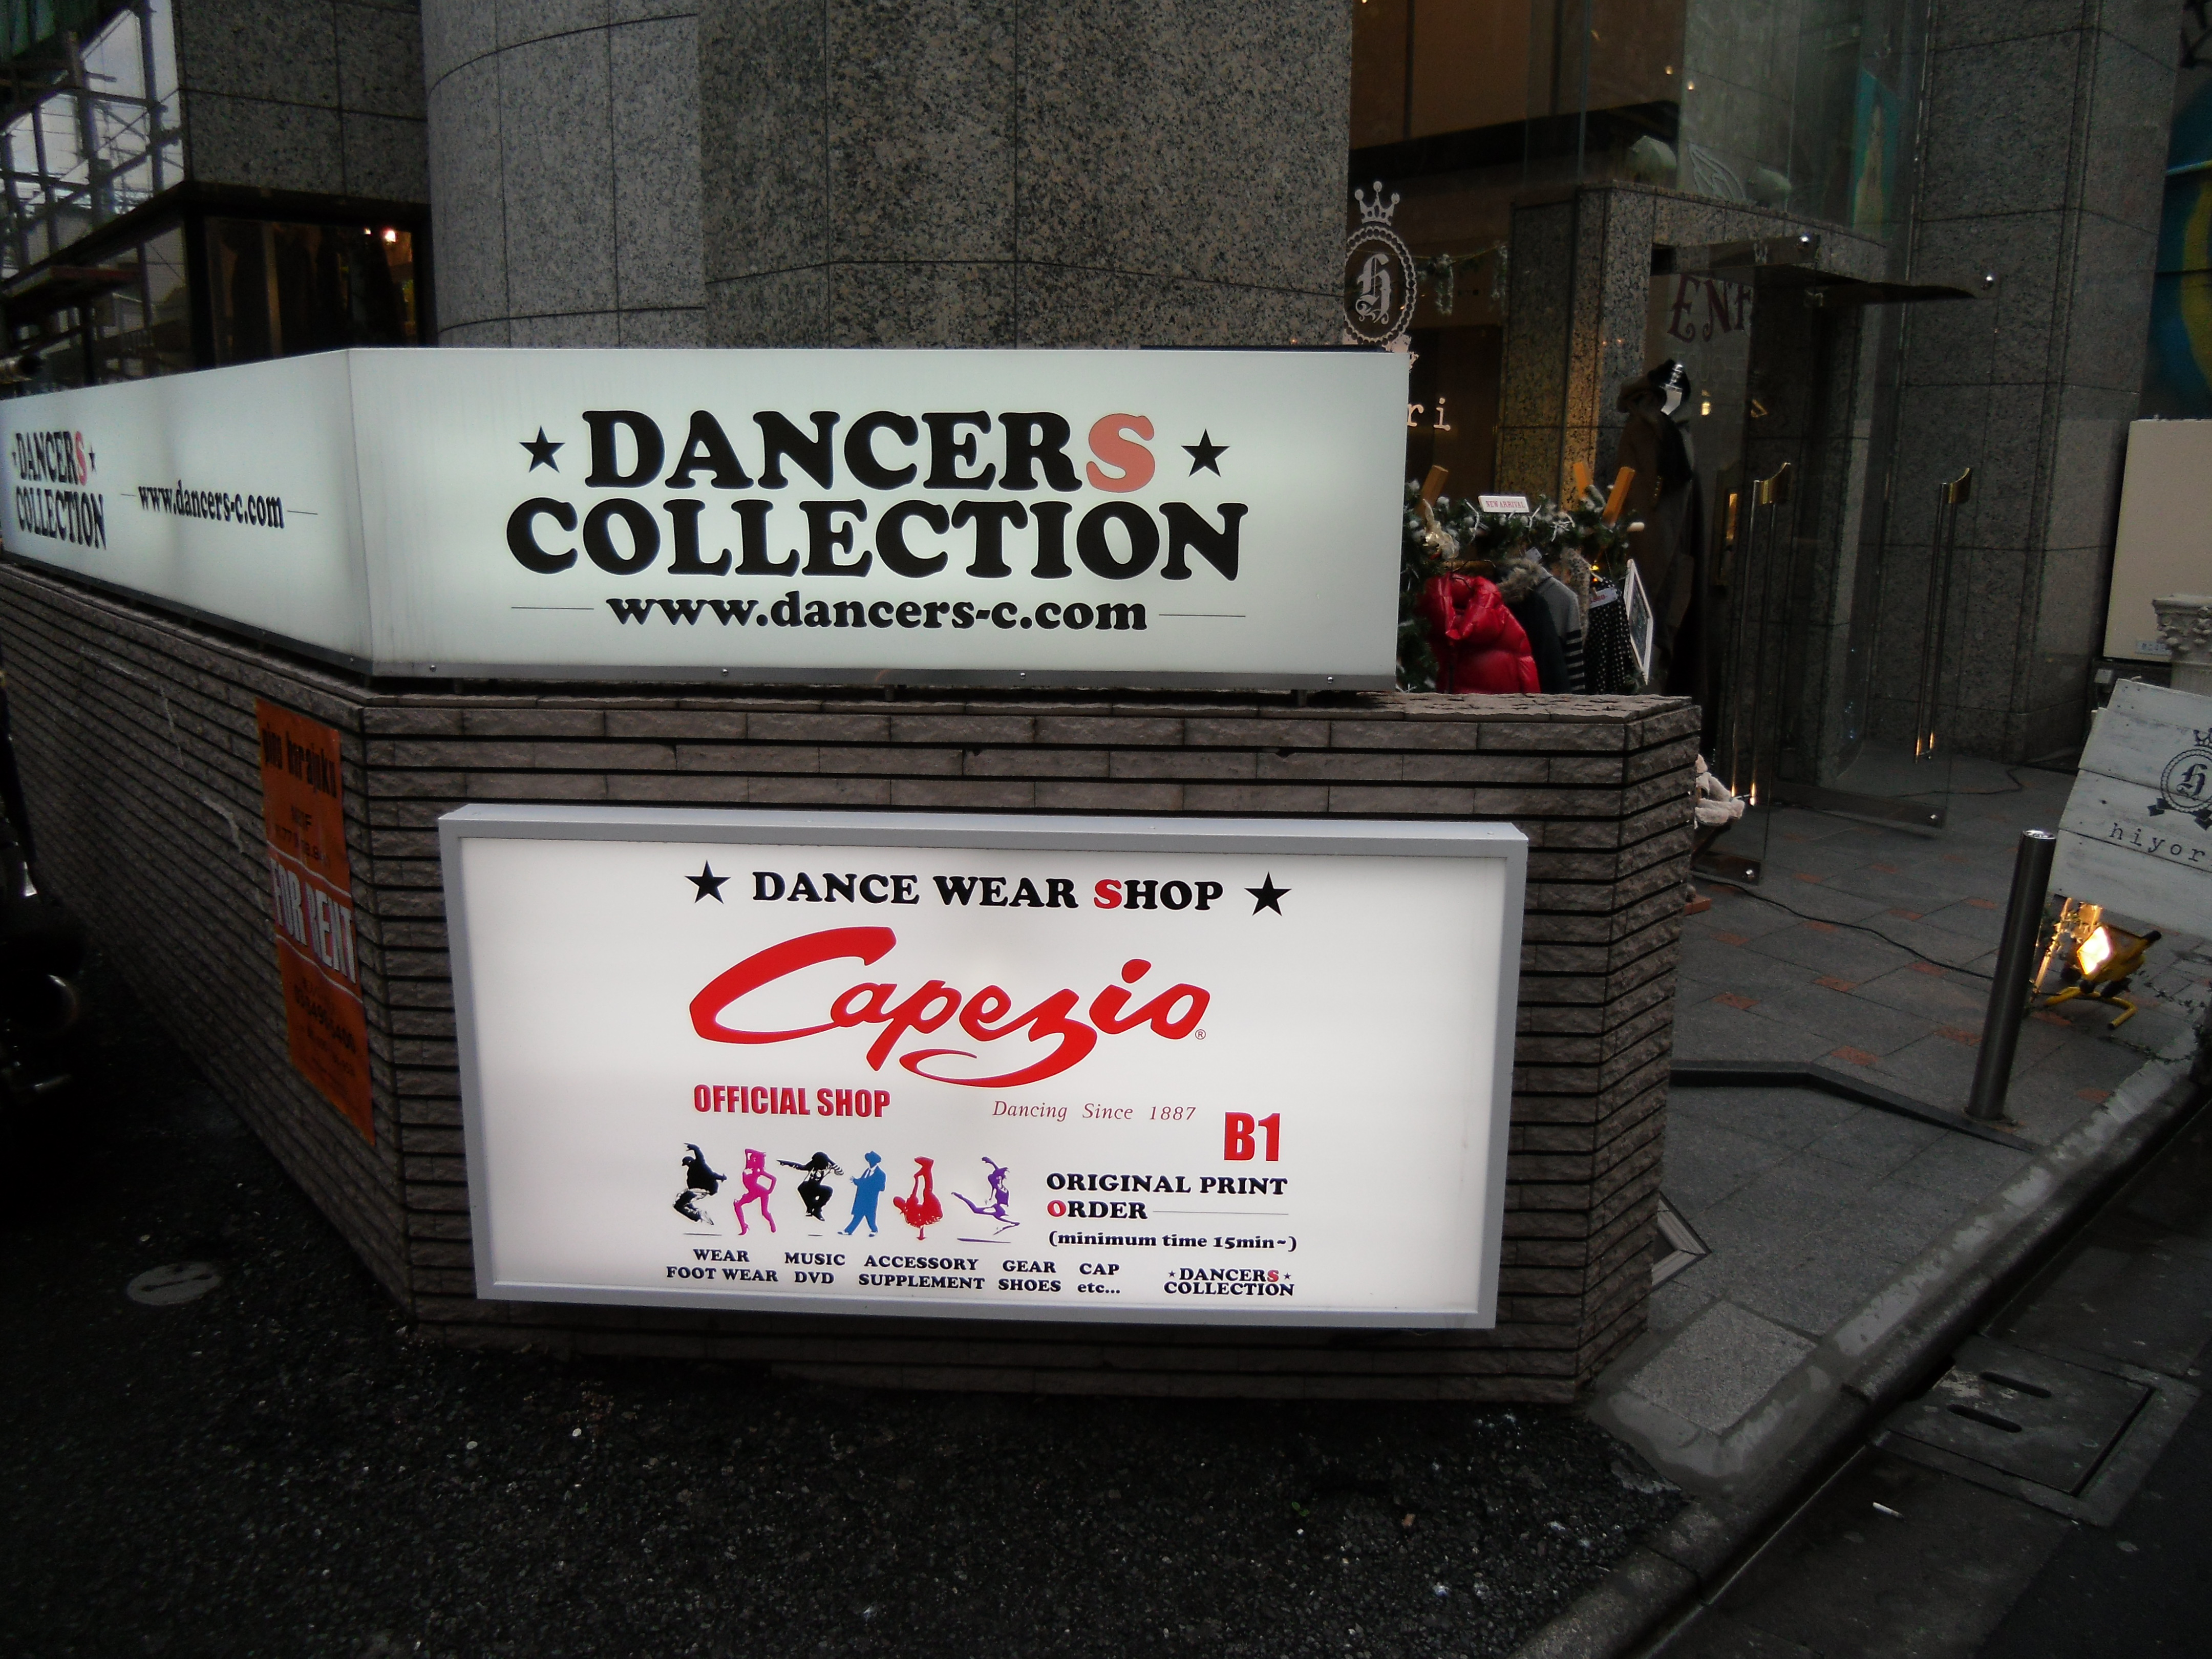 ★ DANCERS ★
COLLECTION
www.dancers-c.com
DANCERS★
COLLECTION
www.dancers-c.com
ri
ENT
NEW ARRIVAL
FOR RENT
★ DANCE WEAR SHOP ★
Capezio®
OFFICIAL SHOP
Dancing Since 1887
B1
ORIGINAL PRINT
ORDER
(minimum time 15min~)
WEAR
FOOT WEAR
MUSIC
DVD
ACCESSORY
SUPPLEMENT
GEAR
SHOES
CAP
etc...
★DANCERS★
COLLECTION
H
hiyor